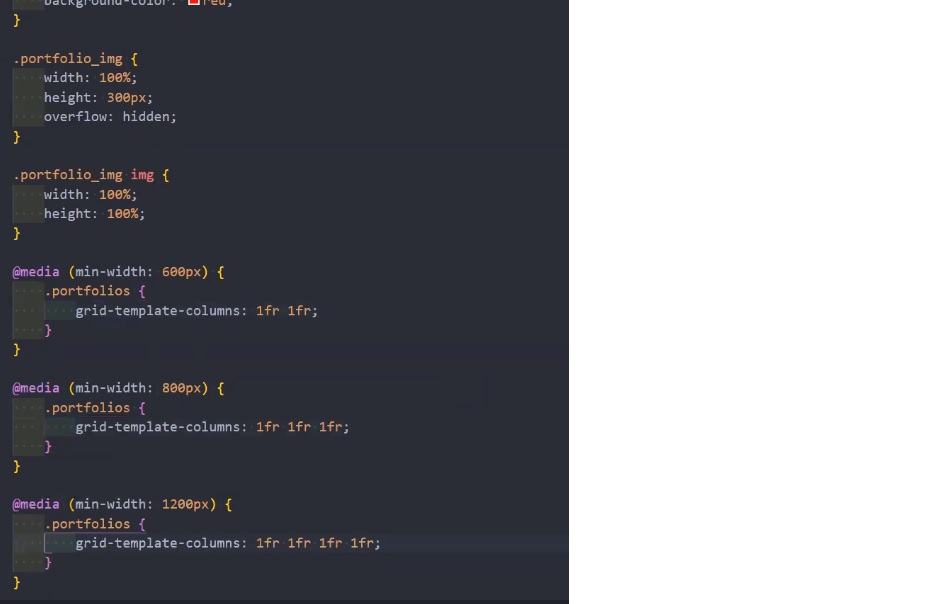 background-color: red;
}
.portfolio_img {
width: 100%;
height: 300px;
overflow: hidden;
}
.portfolio_img img {
width: 100%;
height: 100%;
}
@media (min-width: 600px) {
.portfolios {
grid-template-columns: 1fr 1fr;
}
}
@media (min-width: 800px) {
.portfolios {
grid-template-columns: 1fr 1fr 1fr;
}
}
@media (min-width: 1200px) {
.portfolios {
grid-template-columns: 1fr 1fr 1fr 1fr;
}
}